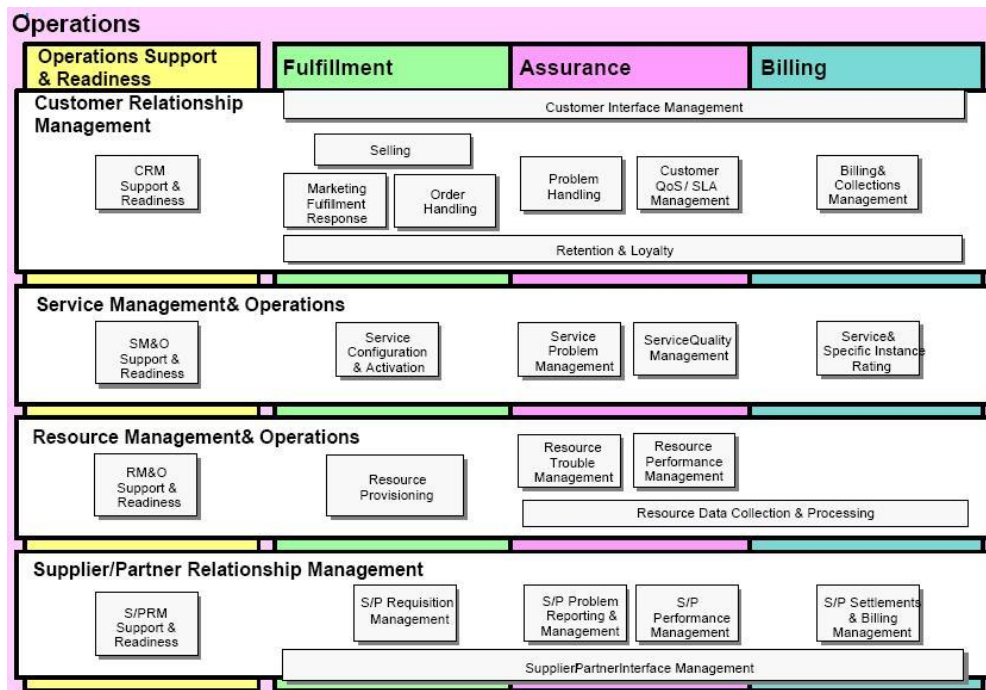 Operations
Operations Support
& Readiness
Fulfillment
Assurance
Billing
Customer Relationship
Management
Customer Interface Management
CRM
Support &
Readiness
Selling
Marketing
Fulfillment
Response
Order
Handling
Problem
Handling
Customer
QoS / SLA
Management
Billing&
Collections
Management
Retention & Loyalty
Service Management& Operations
SM&O
Support &
Readiness
Service
Configuration
& Activation
Service
Problem
Management
ServiceQuality
Management
Service&
Specific Instance
Rating
Resource Management& Operations
RM&O
Support &
Readiness
Resource
Provisioning
Resource
Trouble
Management
Resource
Performance
Management
Resource Data Collection & Processing
Supplier/Partner Relationship Management
S/PRM
Support &
Readiness
S/P Requisition
Management
S/P Problem
Reporting &
Management
S/P
Performance
Management
S/P Settlements
& Billing
Management
SupplierPartnerInterface Management